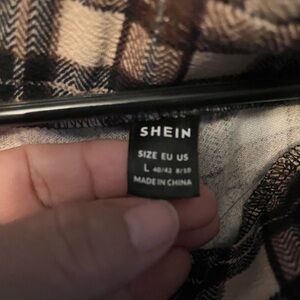 SHEIN
SIZE EU US
L 40/42 8/10
MADE IN CHINA